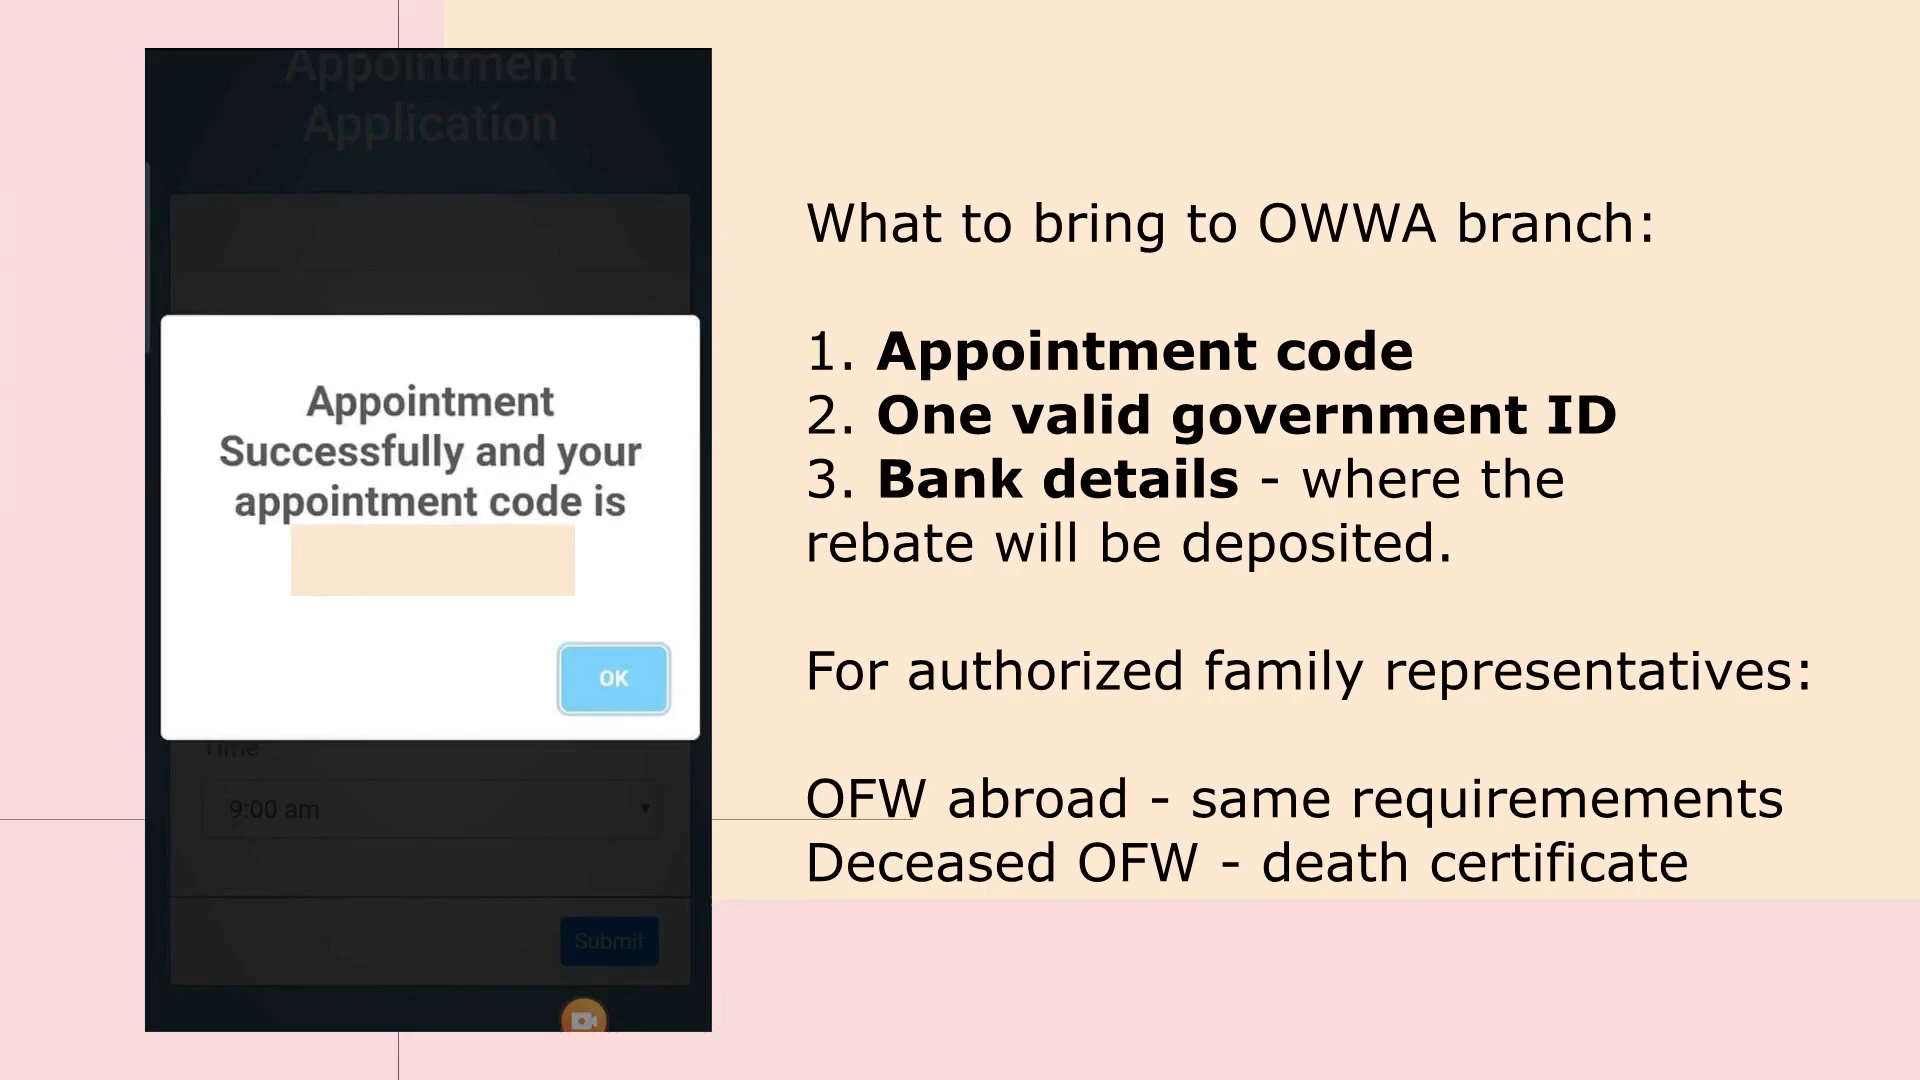 Appointment
Application
Appointment
Successfully and your
appointment code is
OK
Time
9:00 am
Submit
What to bring to OWWA branch:
1. Appointment code
2. One valid government ID
3. Bank details - where the
rebate will be deposited.
For authorized family representatives:
OFW abroad - same requiremements
Deceased OFW - death certificate